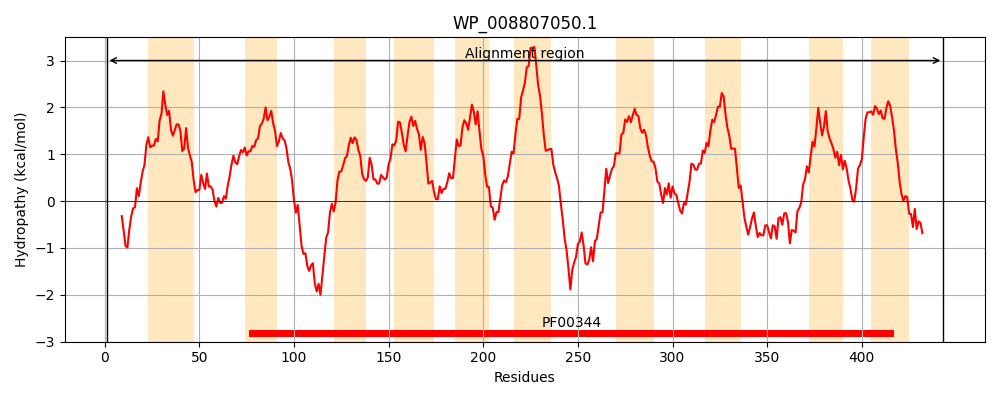 WP_008807050.1
Alignment region
Hydropathy (kcal/mol)
3
2
1
0
−1
−2
−3
PF00344
0 50 100 150 200 250 300 350 400
Residues